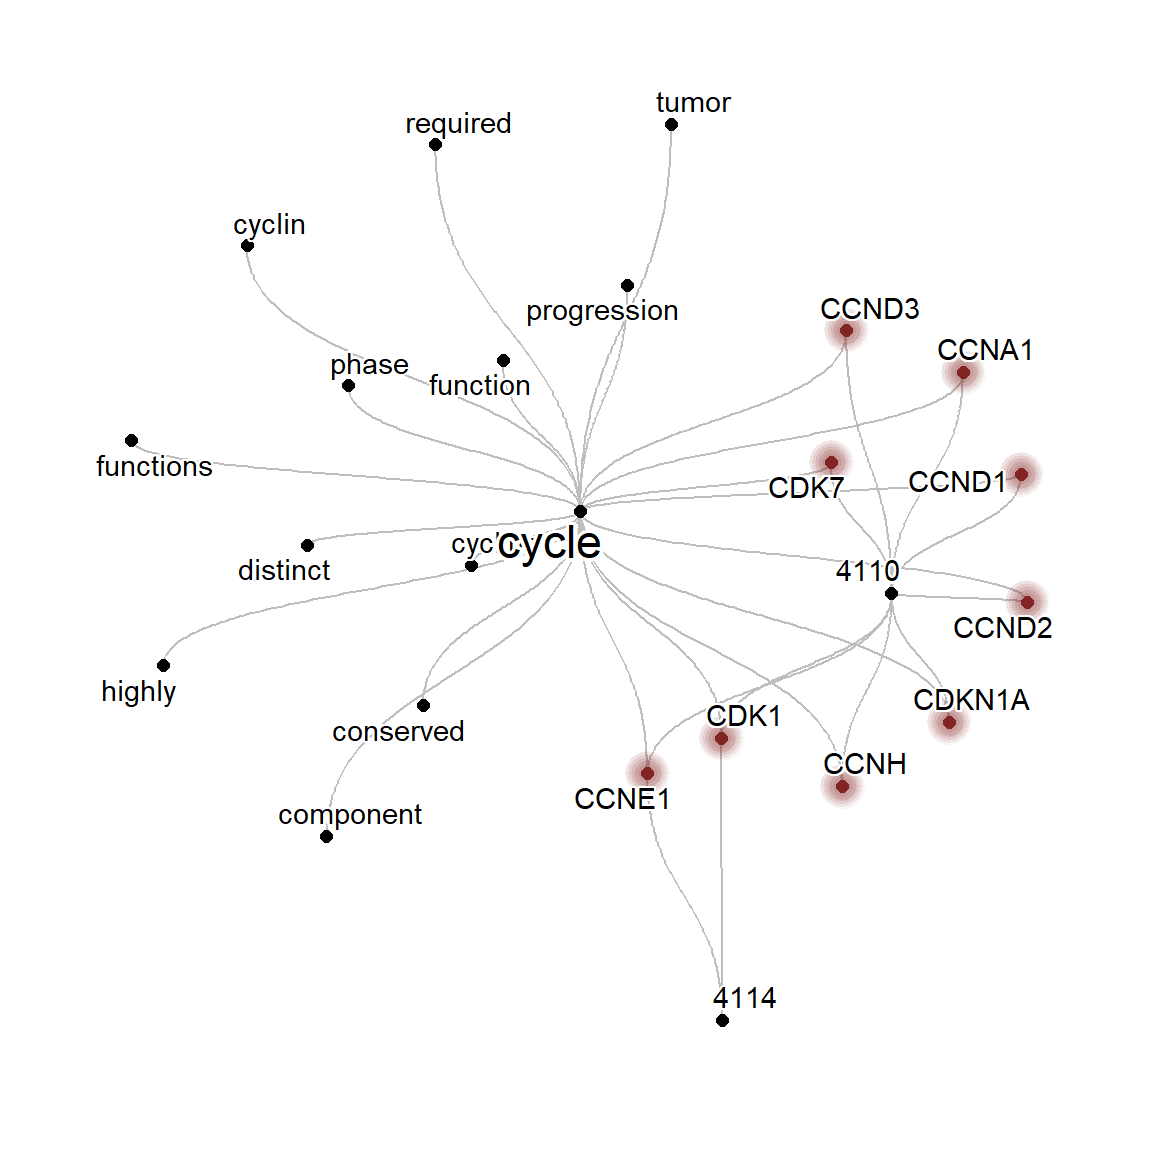 tumor
required
cyclin
CCND3
progression
CCNA1
phase
function
functions
CCND1
CDK7
cycle
distinct
4110
CCND2
highly
CDKN1A
CDK1
conserved
CCNH
CCNE1
component
4114